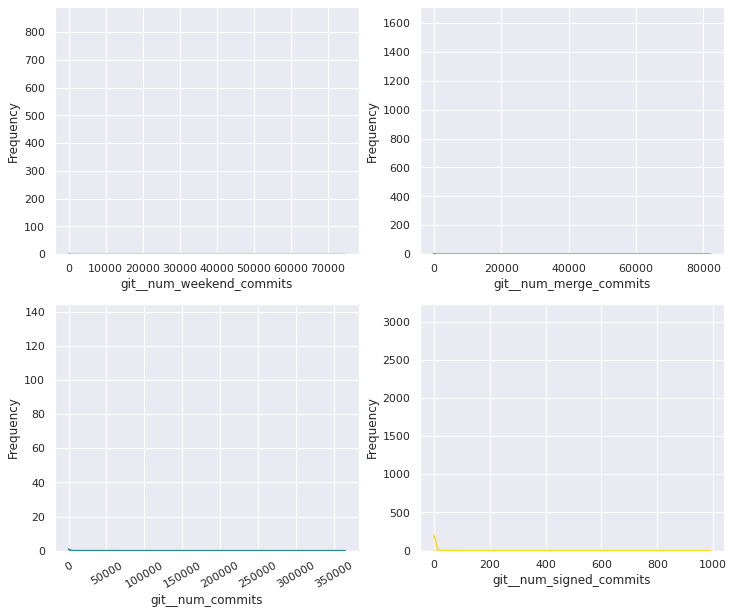 800
700
600
500
400
300
200
100
0
Frequency
0 10000 20000 30000 40000 50000 60000 70000
git__num_weekend_commits
1600
1400
1200
1000
800
600
400
200
0
Frequency
0 20000 40000 60000 80000
git__num_merge_commits
140
120
100
80
60
40
20
0
Frequency
0 50000 100000 150000 200000 250000 300000 350000
git__num_commits
3000
2500
2000
1500
1000
500
0
Frequency
0 200 400 600 800 1000
git__num_signed_commits